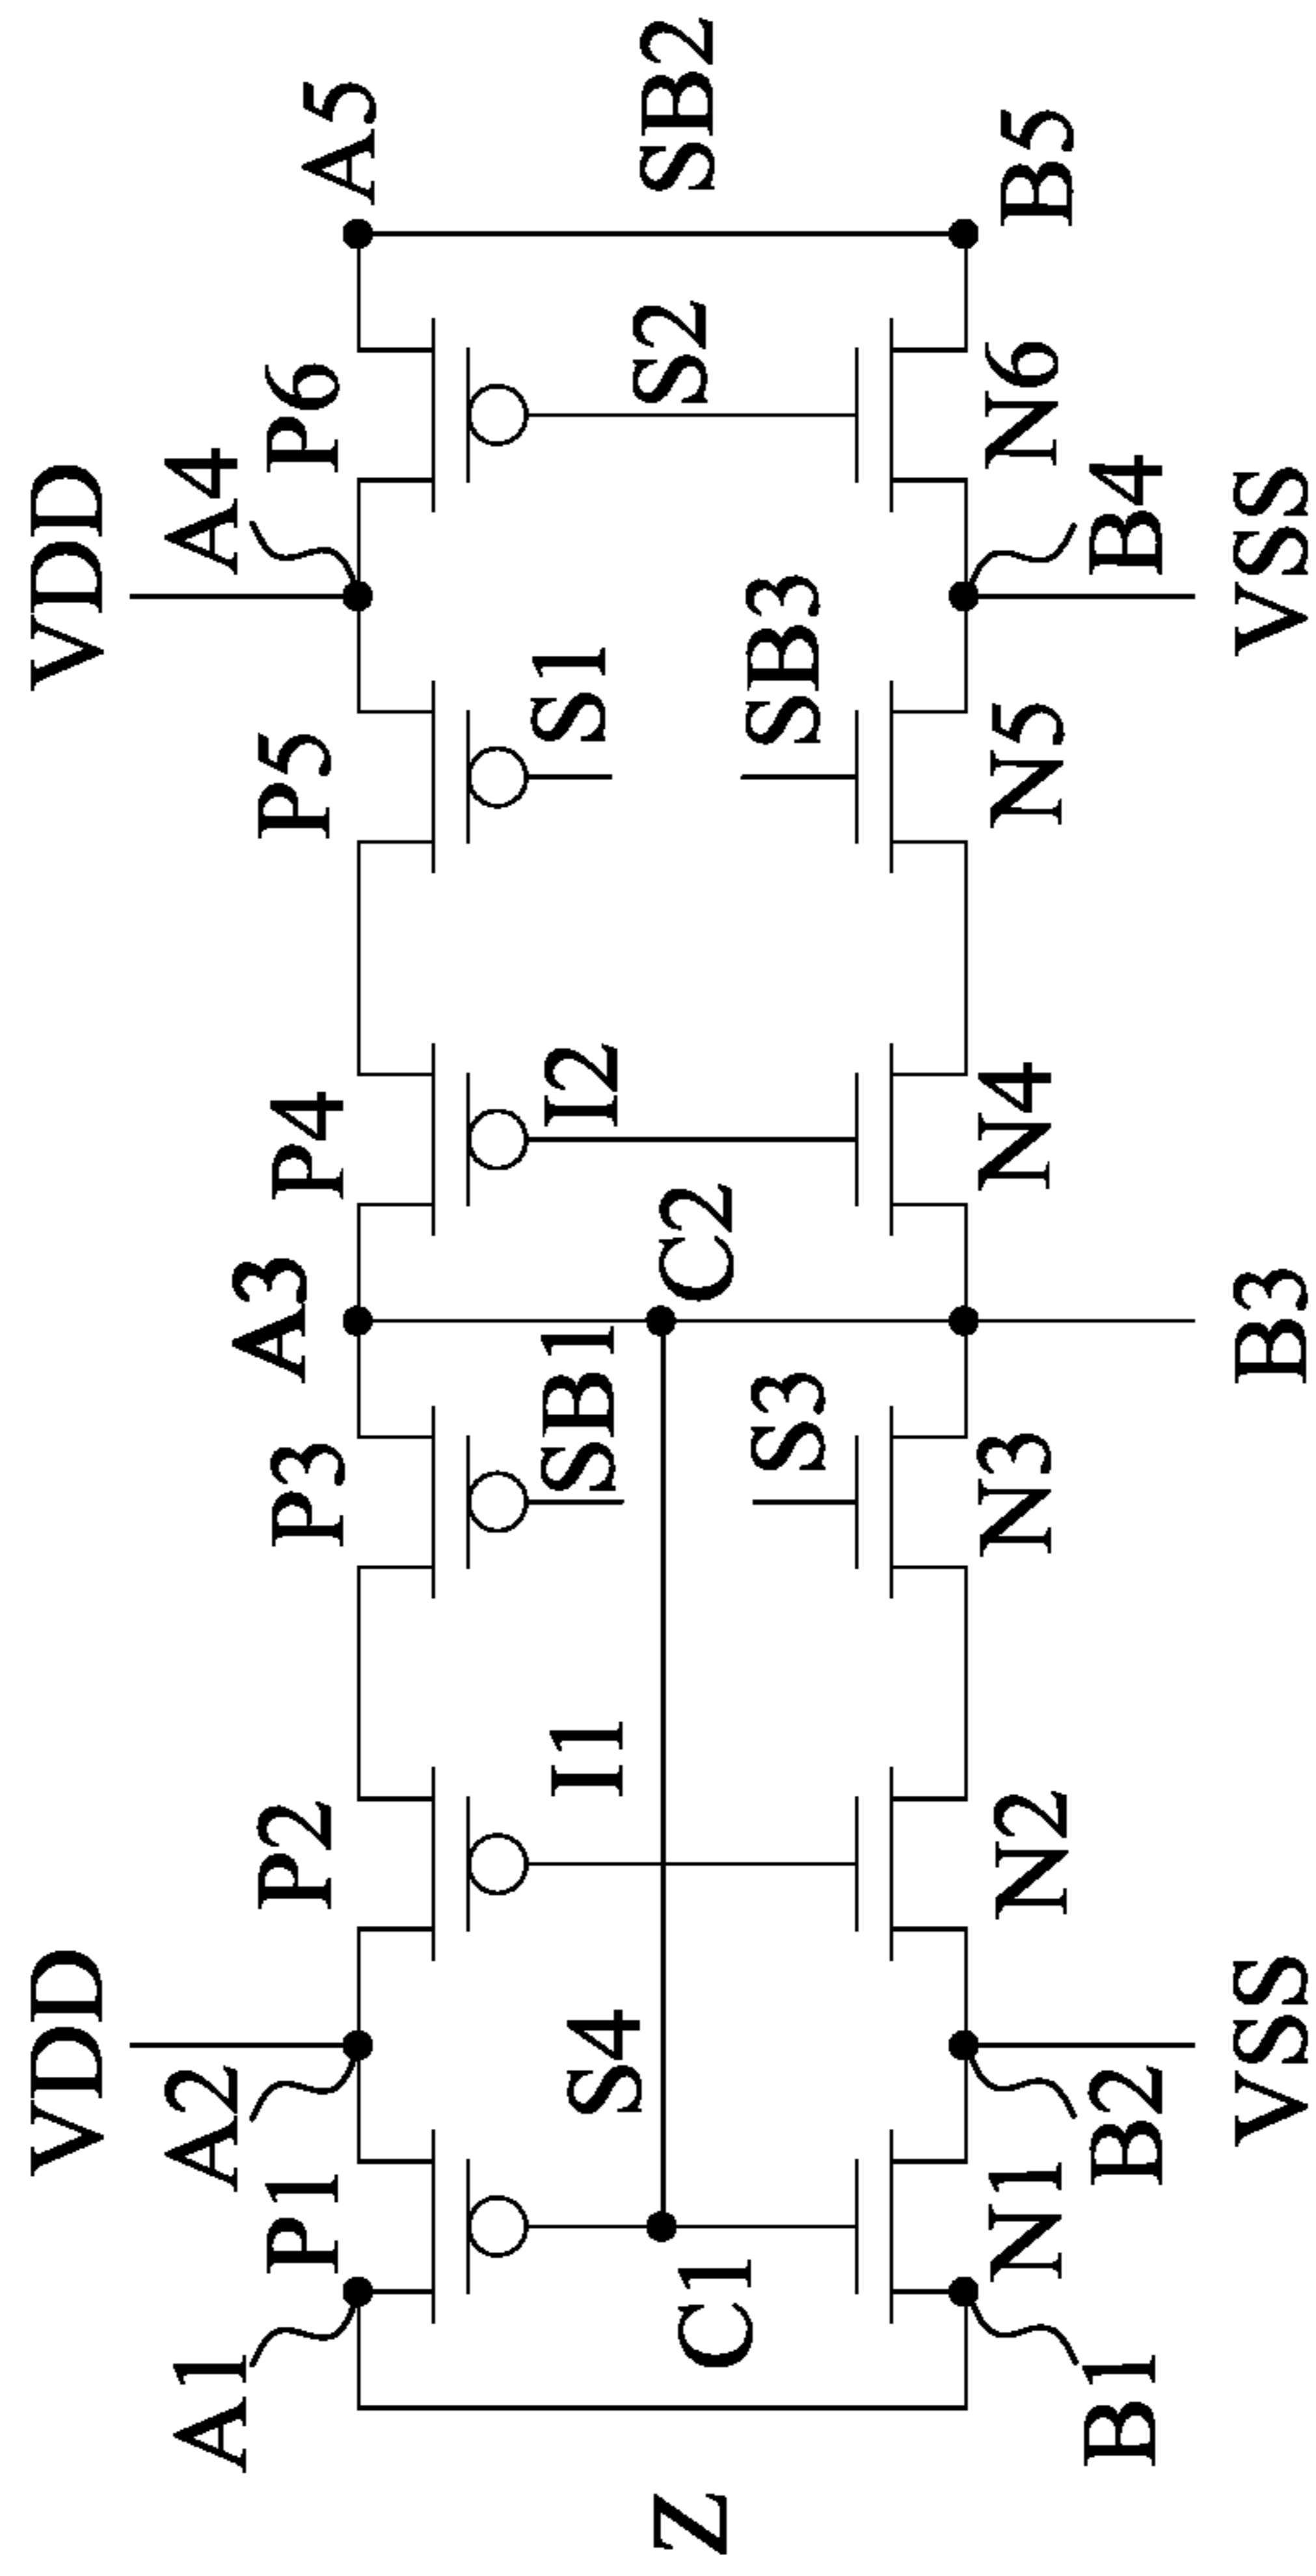 VDD
VDD
A2
A4
A1
P1
P2
P3
A3
P4
P5
P6
A5
S4
I1
SB1
I2
S1
S2
SB2
Z
C1
C2
S3
SB3
N1
N2
N3
N4
N5
N6
B5
B1
B2
B4
VSS
B3
VSS